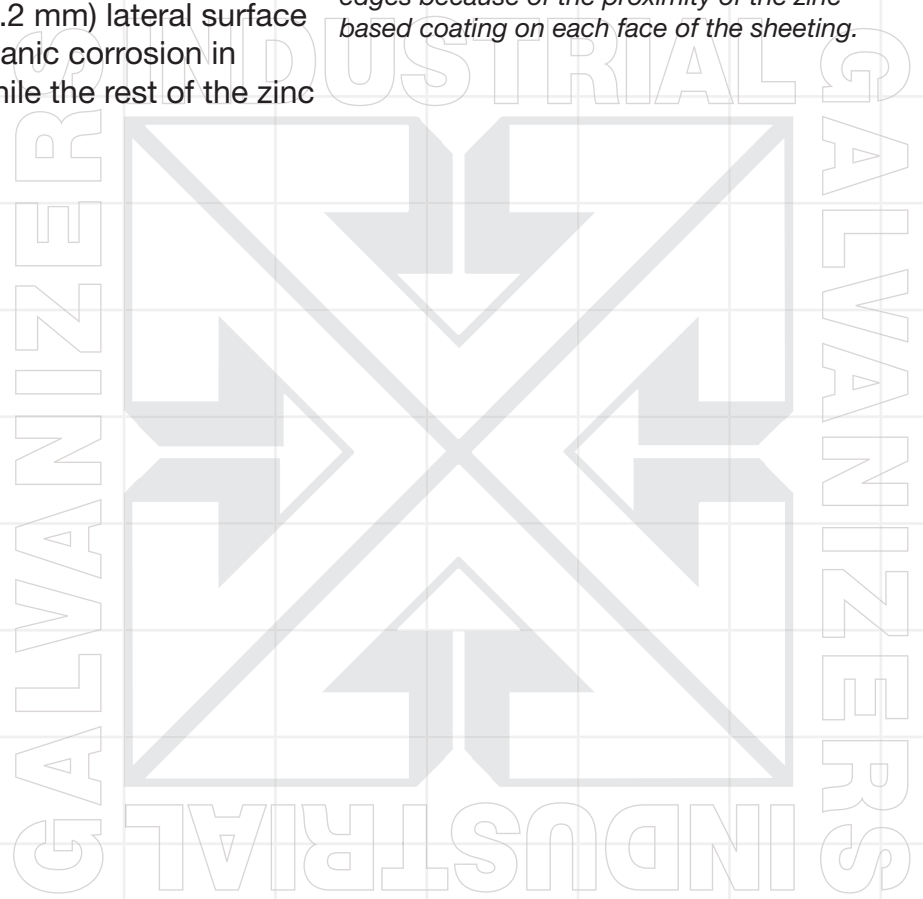 .2 mm) lateral surface
anic corrosion in
hile the rest of the zinc
edges because of the proximity of the zinc
based coating on each face of the sheeting.
INDUSTRIAL
GALVANIZERS
INDUSTRIAL
GALVANIZERS